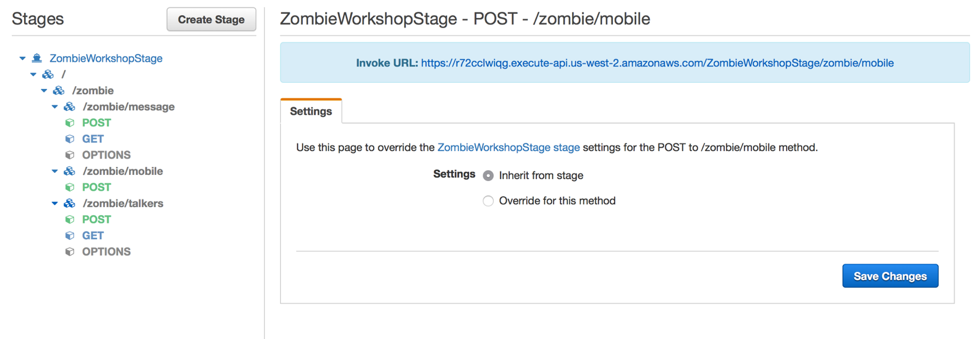 Stages
Create Stage
ZombieWorkshopStage
/
/zombie
/zombie/message
POST
GET
OPTIONS
/zombie/mobile
POST
/zombie/talkers
POST
GET
OPTIONS
ZombieWorkshopStage - POST - /zombie/mobile
Invoke URL: https://r72cclwiqg.execute-api.us-west-2.amazonaws.com/ZombieWorkshopStage/zombie/mobile
Settings
Use this page to override the ZombieWorkshopStage stage settings for the POST to /zombie/mobile method.
Settings Inherit from stage
Override for this method
Save Changes